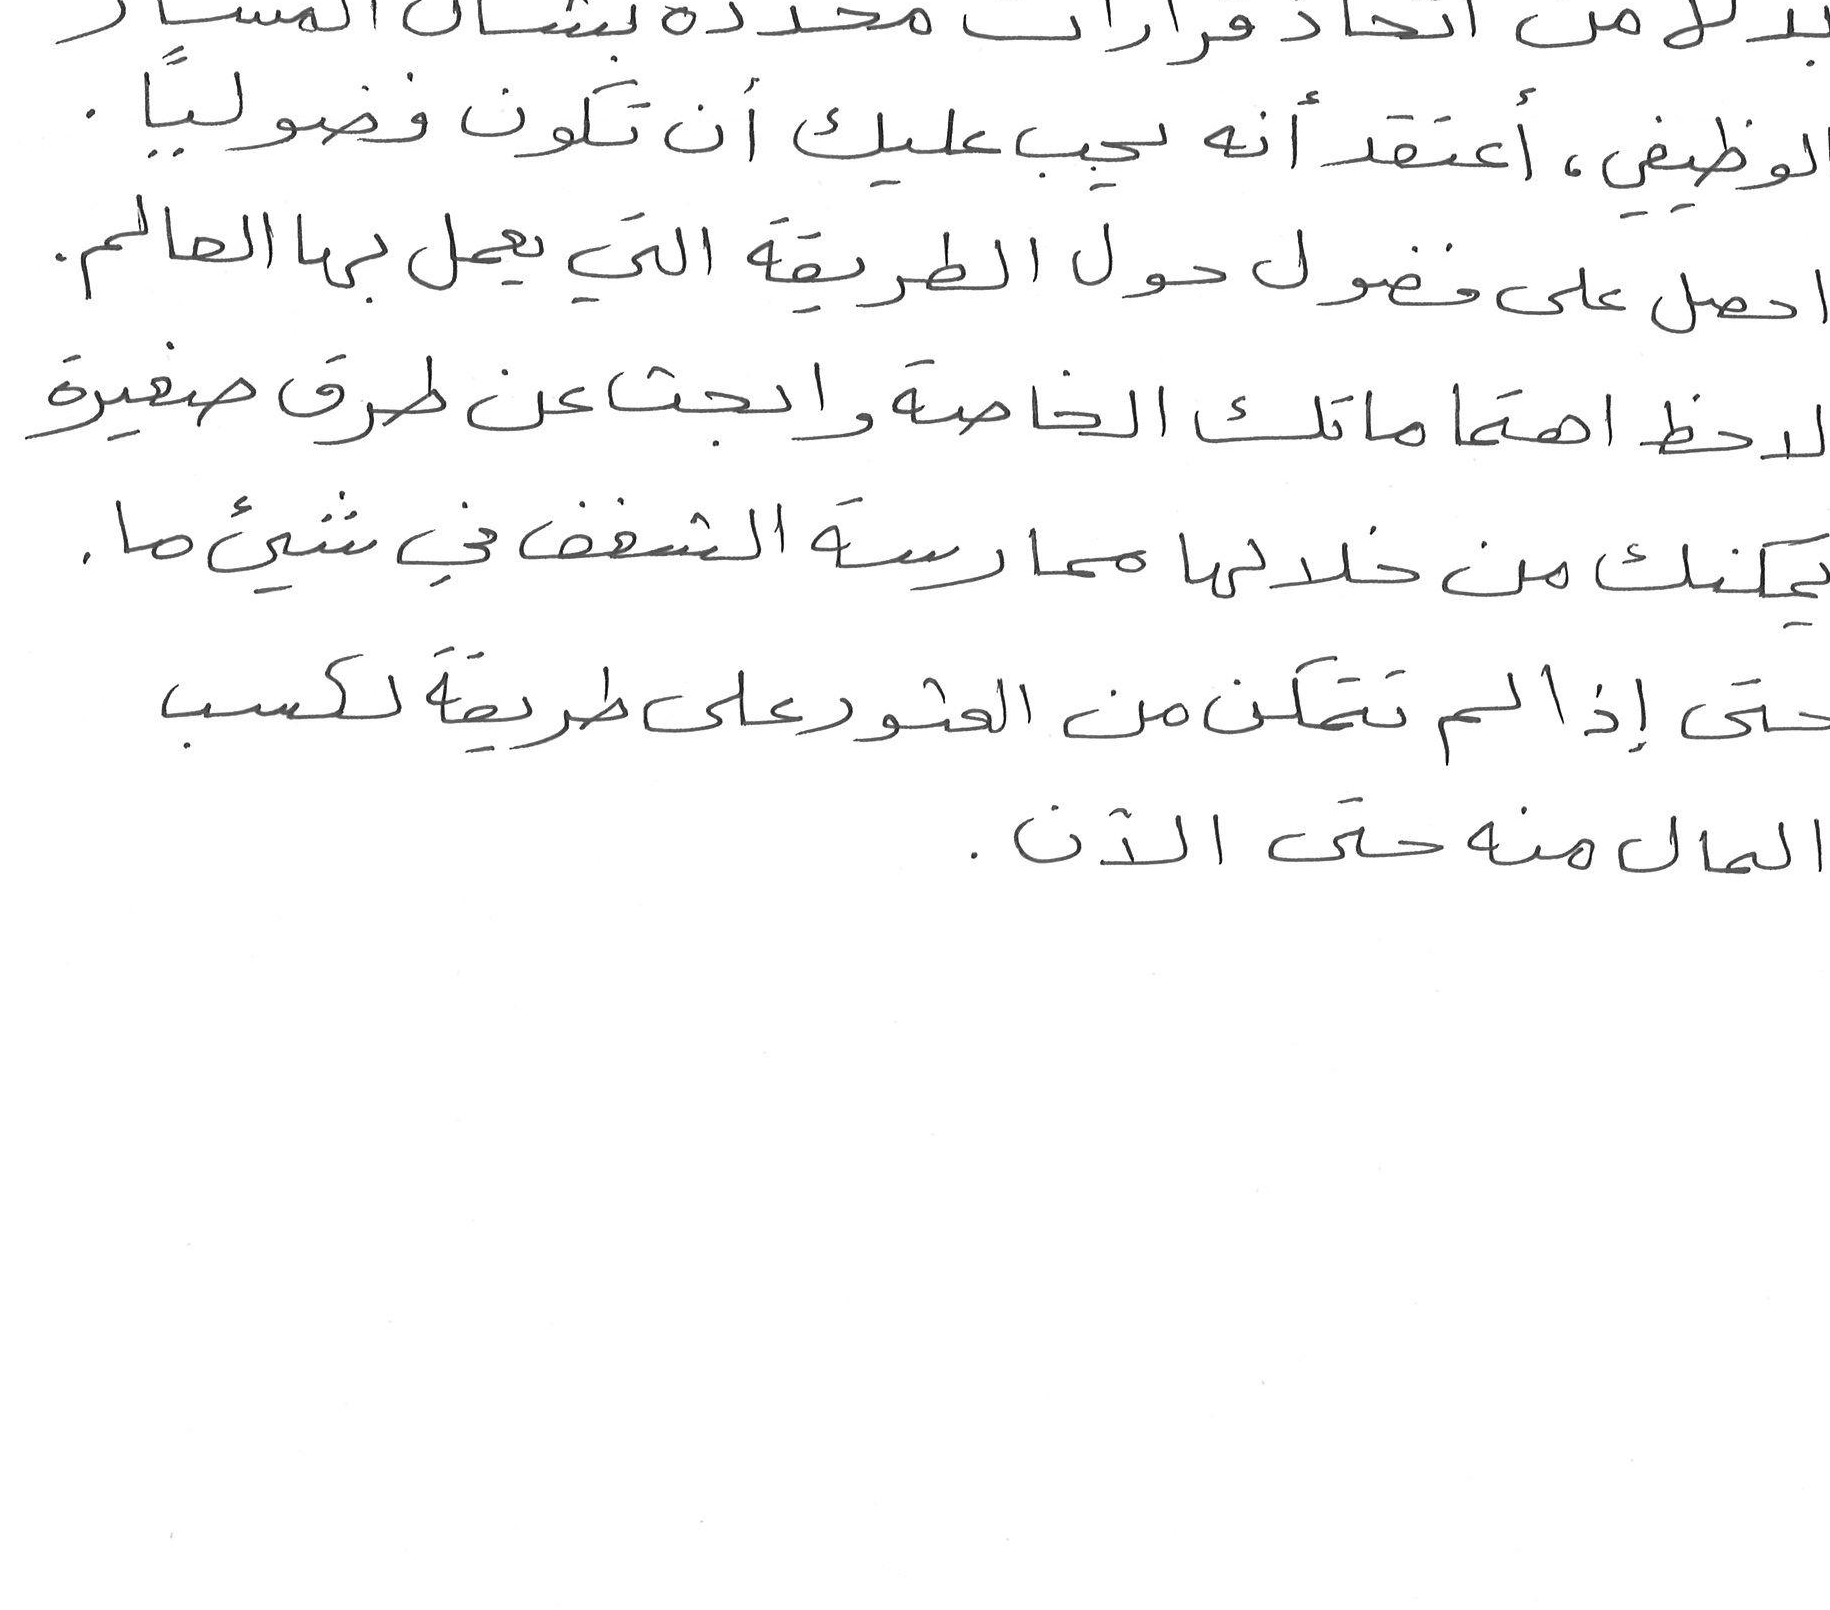 بدلاً من اتخاذ قرارات محددة بشأن المسار
الوظيفي، أعتقد أنه يجب عليك أن تكون فضوليًا.
احصل على فضول حول الطريقة التي يعمل بها العالم.
لاحظ اهتماماتك الخاصة وابحث عن طرق صغيرة
يمكنك من خلالها ممارسة الشغف في شيئ ما.
حتى إذا لم تتمكن من العثور على طريقة لكسب
المال منه حتى الآن.